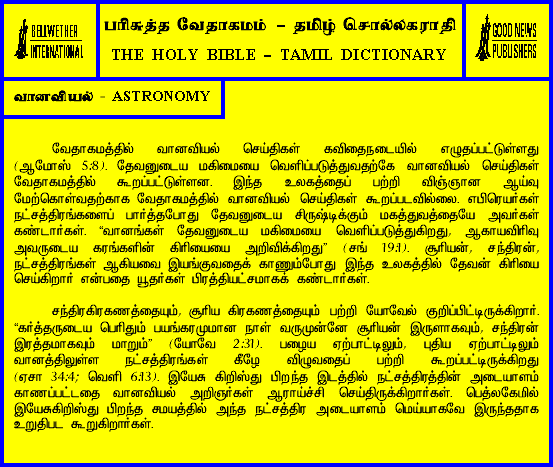 BELLWETHER
INTERNATIONAL
பரிசுத்த வேதாகமம் - தமிழ் சொல்லகராதி
THE HOLY BIBLE - TAMIL DICTIONARY
GOOD NEWS
PUBLISHERS
வானவியல் - ASTRONOMY
வேதாகமத்தில் வானவியல் செய்திகள் கவிதைநடையில் எழுதப்பட்டுள்ளது
(ஆமோஸ் 5:8). தேவனுடைய மகிமையை வெளிப்படுத்துவதற்கே வானவியல் செய்திகள்
வேதாகமத்தில் கூறப்பட்டுள்ளன. இந்த உலகத்தைப் பற்றி விஞ்ஞான ஆய்வு
மேற்கொள்வதற்காக வேதாகமத்தில் வானவியல் செய்திகள் கூறப்படவில்லை. எபிரெயர்கள்
நட்சத்திரங்களைப் பார்த்தபோது தேவனுடைய சிருஷ்டிக்கும் மகத்துவத்தையே அவர்கள்
கண்டார்கள். "வானங்கள் தேவனுடைய மகிமையை வெளிப்படுத்துகிறது, ஆகாயவிரிவு
அவருடைய கரங்களின் கிரியையை அறிவிக்கிறது" (சங் 19:1). சூரியன், சந்திரன்,
நட்சத்திரங்கள் ஆகியவை இயங்குவதைக் காணும்போது இந்த உலகத்தில் தேவன் கிரியை
செய்கிறார் என்பதை யூதர்கள் பிரத்தியட்சமாகக் கண்டார்கள்.
சந்திரகிரகணத்தையும், சூரிய கிரகணத்தையும் பற்றி யோவேல் குறிப்பிட்டிருக்கிறார்.
"கர்த்தருடைய பெரிதும் பயங்கரமுமான நாள் வருமுன்னே சூரியன் இருளாகவும், சந்திரன்
இரத்தமாகவும் மாறும்" (யோவே 2:31). பழைய ஏற்பாட்டிலும், புதிய ஏற்பாட்டிலும்
வானத்திலுள்ள நட்சத்திரங்கள் கீழே விழுவதைப் பற்றி கூறப்பட்டிருக்கிறது
(ஏசா 34:4; வெளி 6:13). இயேசு கிறிஸ்து பிறந்த இடத்தில் நட்சத்திரத்தின் அடையாளம்
காணப்பட்டதை வானவியல் அறிஞர்கள் ஆராய்ச்சி செய்திருக்கிறார்கள். பெத்லகேமில்
இயேசுகிறிஸ்து பிறந்த சமயத்தில் அந்த நட்சத்திர அடையாளம் மெய்யாகவே இருந்ததாக
உறுதிபட கூறுகிறார்கள்.